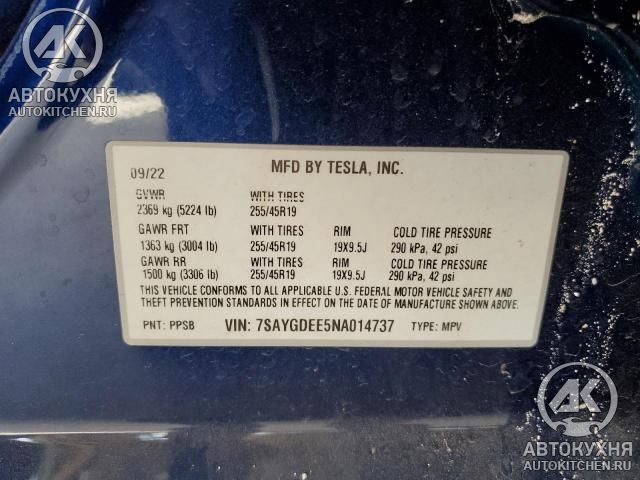 AK
АВТОКУХНЯ
AUTOKITCHEN.RU
09/22 MFD BY TESLA, INC.
GVWR WITH TIRES
2369 kg (5224 lb) 255/45R19
GAWR FRT WITH TIRES RIM COLD TIRE PRESSURE
1363 kg (3004 lb) 255/45R19 19X9.5J 290 kPa, 42 psi
GAWR RR WITH TIRES RIM COLD TIRE PRESSURE
1500 kg (3306 lb) 255/45R19 19X9.5J 290 kPa, 42 psi
THIS VEHICLE CONFORMS TO ALL APPLICABLE U.S. FEDERAL MOTOR VEHICLE SAFETY AND
THEFT PREVENTION STANDARDS IN EFFECT ON THE DATE OF MANUFACTURE SHOWN ABOVE.
PNT: PPSB VIN: 7SAYGDEE5NA014737 TYPE: MPV
AK
АВТОКУХНЯ
AUTOKITCHEN.RU